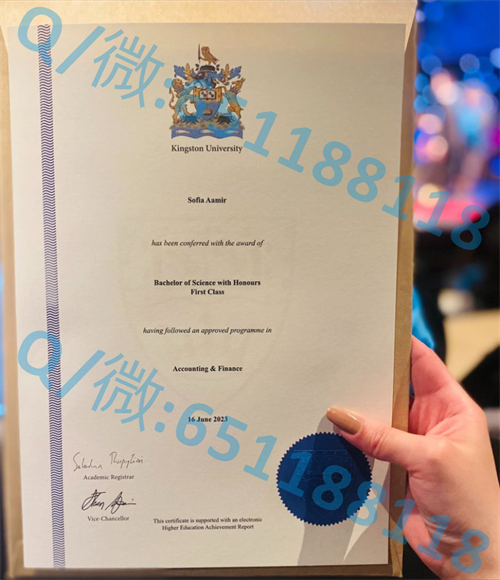 Q/微:651188118
Kingston University
Sofia Aamir
has been conferred with the award of
Bachelor of Science with Honours
First Class
having followed an approved programme in
Accounting & Finance
16 June 2023
Q/微:651188118
Academic Registrar
Vice-Chancellor
This certificate is supported with an electronic
Higher Education Achievement Report